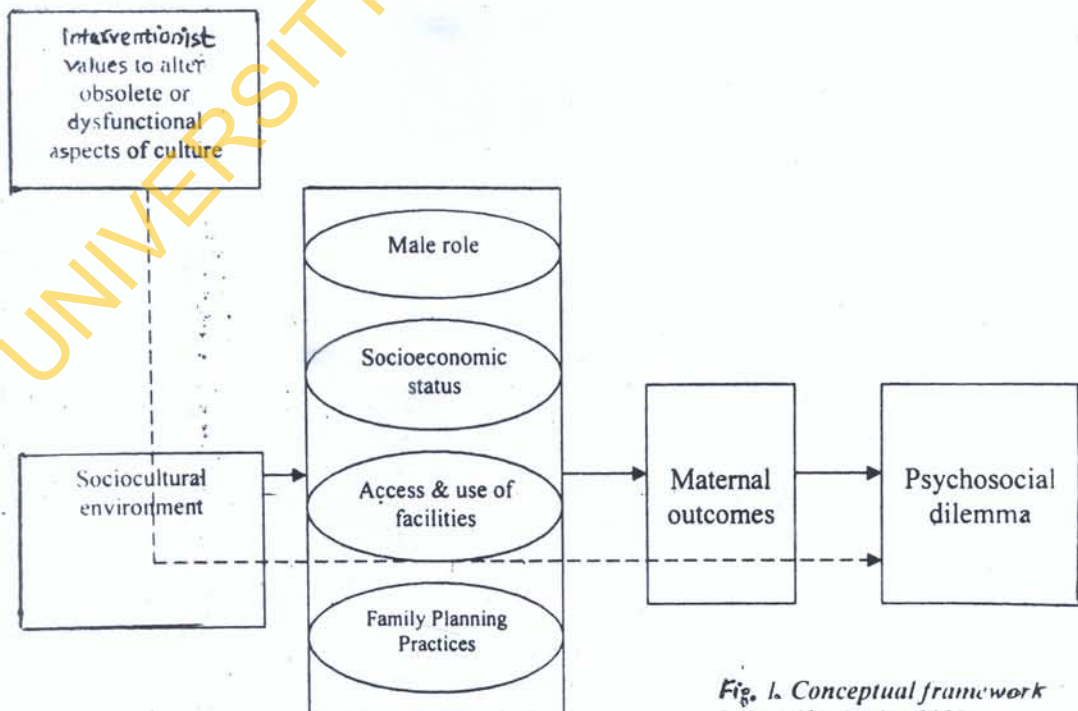 Interventionist
values to alter
obsolete or
dysfunctional
aspects of culture
UNIVERSIT
Male role
Socioeconomic
status
Sociocultural
environment
Access & use of
facilities
Maternal
outcomes
Psychosocial
dilemma
Family Planning
Practices
Fig. 1. Conceptual framework